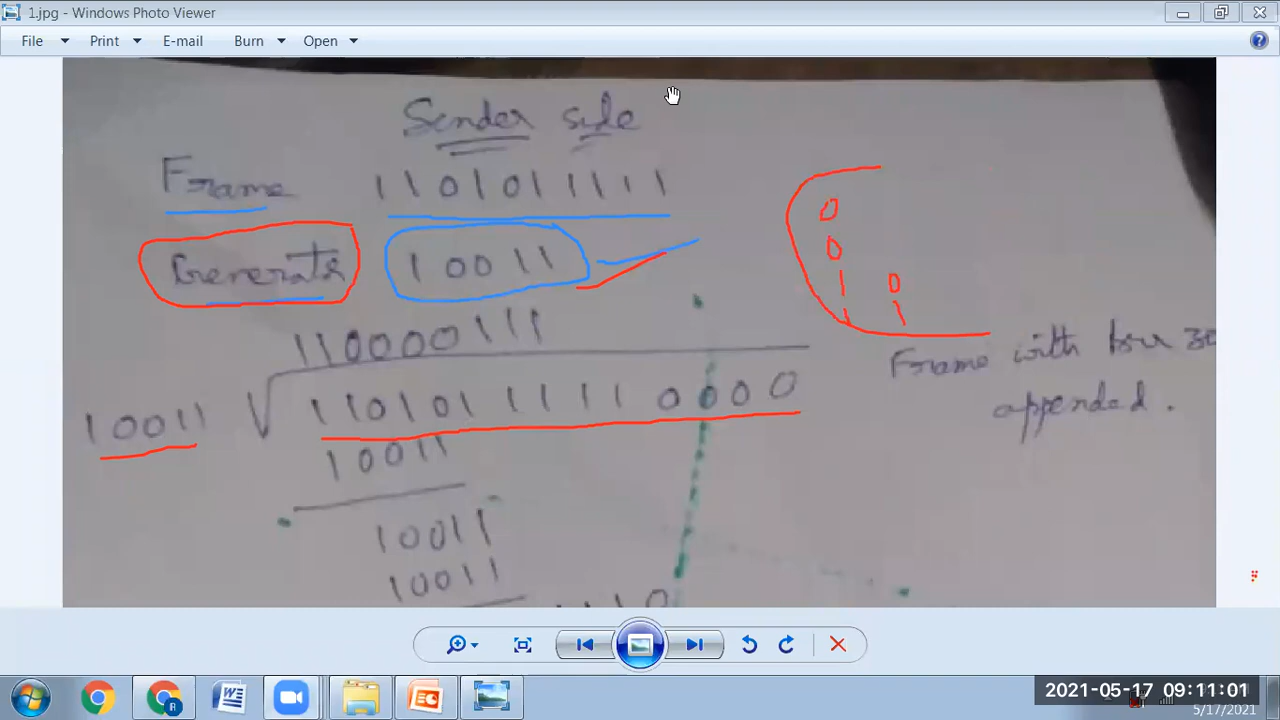 1.jpg - Windows Photo Viewer
File Print E-mail Burn Open
Sender side
Frame 1101011111
Generator 10011
0
0
1 0
1 1
110000111
10011 11010111110000
Frame with four
appended.
10011
10011
10011
1110
2021-05-17 09:11:01
5/17/2021